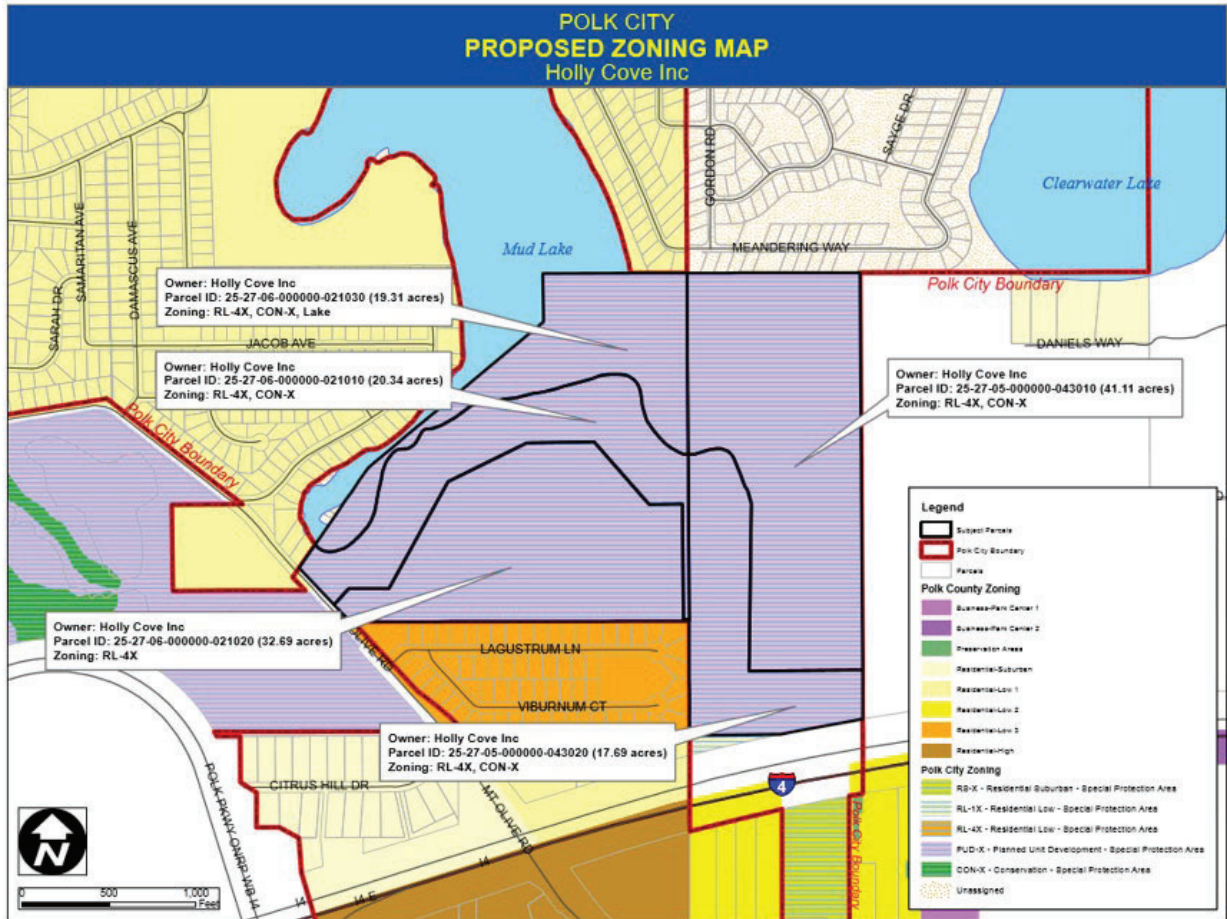 POLK CITY
PROPOSED ZONING MAP
Holly Cove Inc
SAMARITAN AVE
DAMASCUS AVE
SARAH DR
JACOB AVE
GORDON RD
SAYGE DR
MEANDERING WAY
Clearwater Lake
Mud Lake
Polk City Boundary
DANIELS WAY
Owner: Holly Cove Inc
Parcel ID: 25-27-06-000000-021030 (19.31 acres)
Zoning: RL-4X, CON-X, Lake
Owner: Holly Cove Inc
Parcel ID: 25-27-06-000000-021010 (20.34 acres)
Zoning: RL-4X, CON-X
Owner: Holly Cove Inc
Parcel ID: 25-27-05-000000-043010 (41.11 acres)
Zoning: RL-4X, CON-X
Polk City Boundary
Owner: Holly Cove Inc
Parcel ID: 25-27-06-000000-021020 (32.69 acres)
Zoning: RL-4X
OLIVE RD
LAGUSTRUM LN
VIBURNUM CT
Owner: Holly Cove Inc
Parcel ID: 25-27-05-000000-043020 (17.69 acres)
Zoning: RL-4X, CON-X
CITRUS HILL DR
MT OLIVE RD
POLK PKWY ONRP WB I4
I4
I4 E
I4
4
Polk City Boundary
N
0 500 1,000
Feet
Legend
Subject Parcels
Polk City Boundary
Parcels
Polk County Zoning
Business-Park Center 1
Business-Park Center 2
Preservation Areas
Residential-Suburban
Residential-Low 1
Residential-Low 2
Residential-Low 3
Residential-High
Polk City Zoning
RS-X - Residential Suburban - Special Protection Area
RL-1X - Residential Low - Special Protection Area
RL-4X - Residential Low - Special Protection Area
PUD-X - Planned Unit Development - Special Protection Area
CON-X - Conservation - Special Protection Area
Unassigned